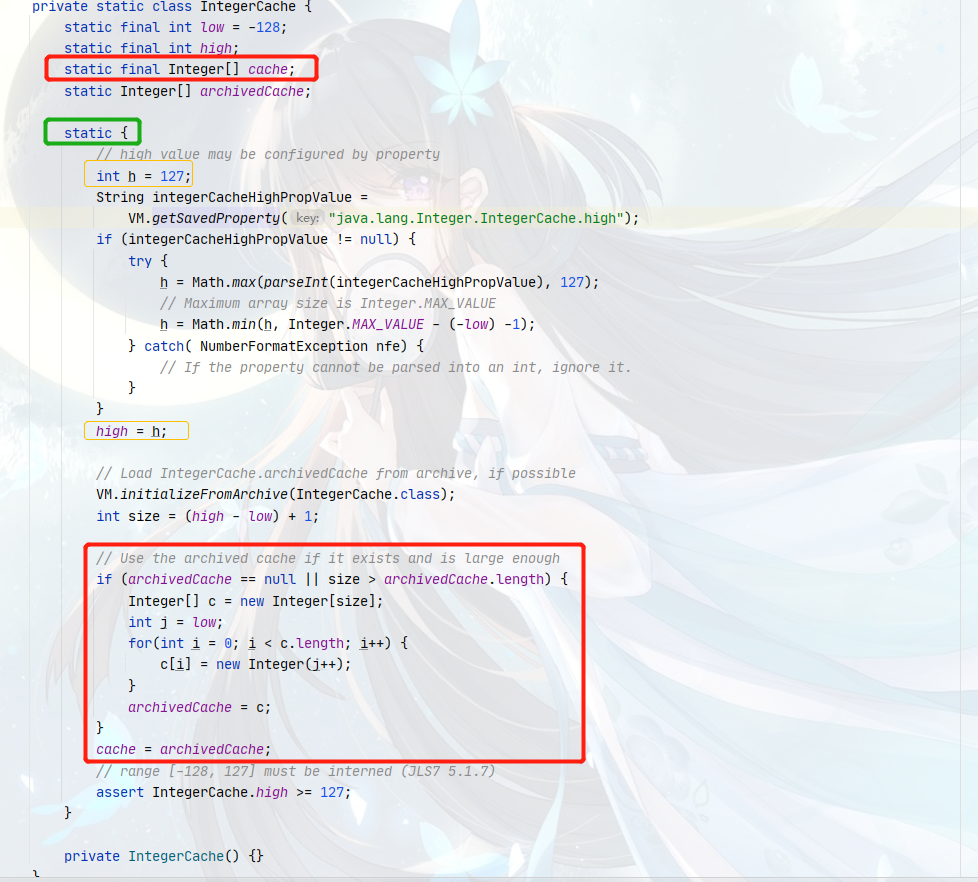 private static class IntegerCache {
    static final int low = -128;
    static final int high;
    static final Integer[] cache;
    static Integer[] archivedCache;
    static {
        // high value may be configured by property
        int h = 127;
        String integerCacheHighPropValue =
            VM.getSavedProperty( key: "java.lang.Integer.IntegerCache.high");
        if (integerCacheHighPropValue != null) {
            try {
                h = Math.max(parseInt(integerCacheHighPropValue), 127);
                // Maximum array size is Integer.MAX_VALUE
                h = Math.min(h, Integer.MAX_VALUE - (-low) -1);
            } catch( NumberFormatException nfe) {
                // If the property cannot be parsed into an int, ignore it.
            }
        }
        high = h;
        // Load IntegerCache.archivedCache from archive, if possible
        VM.initializeFromArchive(IntegerCache.class);
        int size = (high - low) + 1;
        // Use the archived cache if it exists and is large enough
        if (archivedCache == null || size > archivedCache.length) {
            Integer[] c = new Integer[size];
            int j = low;
            for(int i = 0; i < c.length; i++) {
                c[i] = new Integer(j++);
            }
            archivedCache = c;
        }
        cache = archivedCache;
        // range [-128, 127] must be interned (JLS7 5.1.7)
        assert IntegerCache.high >= 127;
    }
    private IntegerCache() {}
}